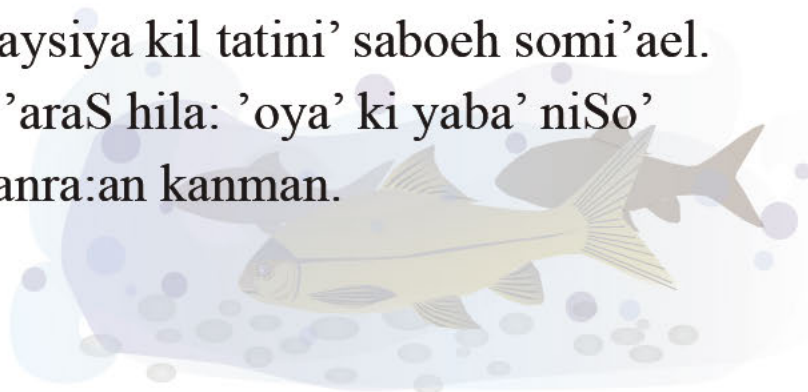 aysiya kil tatini’ saboeh somi’ael.
’araS hila: ’oya’ ki yaba’ niSo’
anra:an kanman.